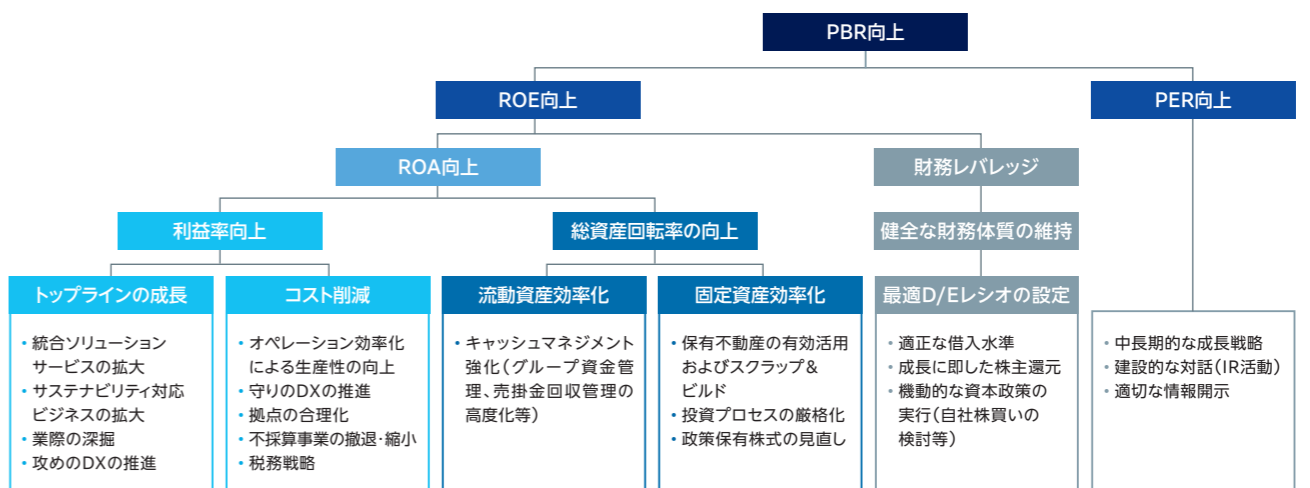 PBR向上
ROE向上
PER向上
ROA向上
財務レバレッジ
利益率向上
総資産回転率の向上
健全な財務体質の維持
トップラインの成長
コスト削減
流動資産効率化
固定資産効率化
最適D/Eレシオの設定
・統合ソリューション
サービスの拡大
・サステナビリティ対応
ビジネスの拡大
・業際の深掘
・攻めのDXの推進
・オペレーション効率化
による生産性の向上
・守りのDXの推進
・拠点の合理化
・不採算事業の撤退・縮小
・税務戦略
・キャッシュマネジメント
強化(グループ資金管
理、売掛金回収管理の
高度化等)
・保有不動産の有効活用
およびスクラップ&
ビルド
・投資プロセスの厳格化
・政策保有株式の見直し
・適正な借入水準
・成長に即した株主還元
・機動的な資本政策の
実行(自社株買いの
検討等)
・中長期的な成長戦略
・建設的な対話(IR活動)
・適切な情報開示